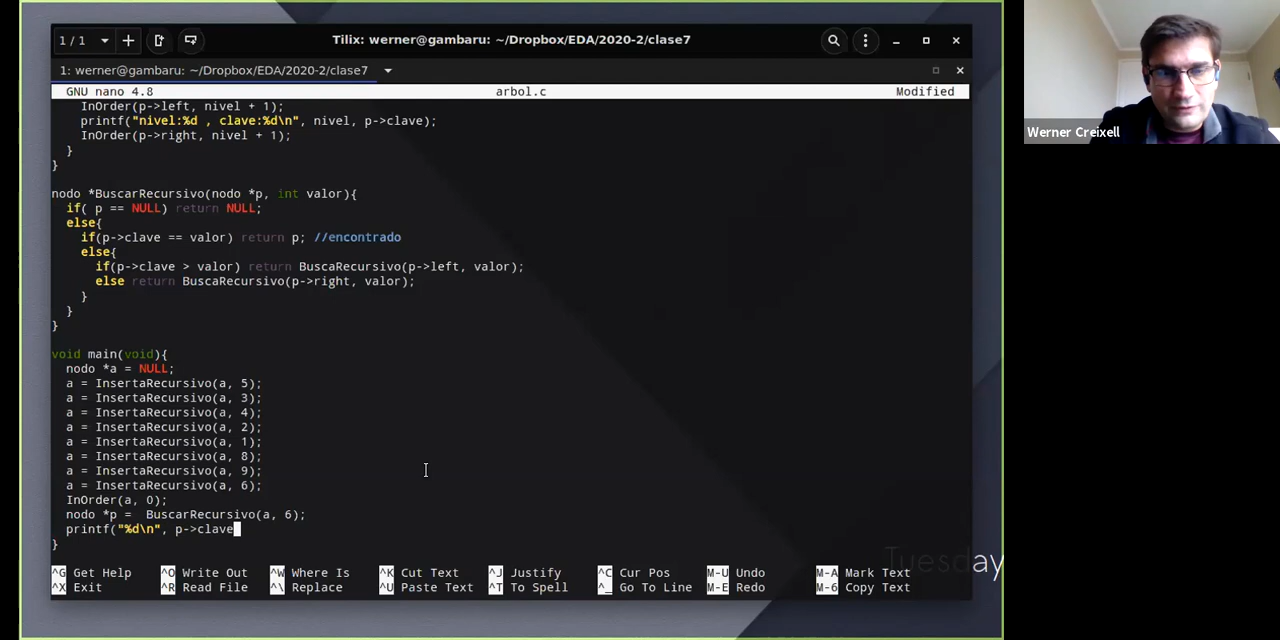 1 / 1
Tilix: werner@gambaru: ~/Dropbox/EDA/2020-2/clase7
1: werner@gambaru: ~/Dropbox/EDA/2020-2/clase7
GNU nano 4.8 arbol.c Modified
InOrder(p->left, nivel + 1);
printf("nivel:%d , clave:%d\n", nivel, p->clave);
InOrder(p->right, nivel + 1);
}
}
nodo *BuscarRecursivo(nodo *p, int valor){
if( p == NULL) return NULL;
else{
if(p->clave == valor) return p; //encontrado
else{
if(p->clave > valor) return BuscaRecursivo(p->left, valor);
else return BuscaRecursivo(p->right, valor);
}
}
}
void main(void){
nodo *a = NULL;
a = InsertaRecursivo(a, 5);
a = InsertaRecursivo(a, 3);
a = InsertaRecursivo(a, 4);
a = InsertaRecursivo(a, 2);
a = InsertaRecursivo(a, 1);
a = InsertaRecursivo(a, 8);
a = InsertaRecursivo(a, 9);
a = InsertaRecursivo(a, 6);
InOrder(a, 0);
nodo *p =  BuscarRecursivo(a, 6);
printf("%d\n", p->clave
}
^G Get Help ^O Write Out ^W Where Is ^K Cut Text ^J Justify ^C Cur Pos M-U Undo M-A Mark Text
^X Exit ^R Read File ^\ Replace ^U Paste Text ^T To Spell ^_ Go To Line M-E Redo M-6 Copy Text
Tuesday
Werner Creixell